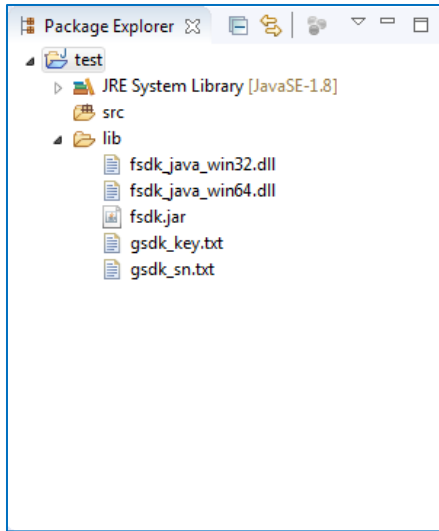 Package Explorer
test
JRE System Library [JavaSE-1.8]
src
lib
fsdk_java_win32.dll
fsdk_java_win64.dll
fsdk.jar
gsdk_key.txt
gsdk_sn.txt